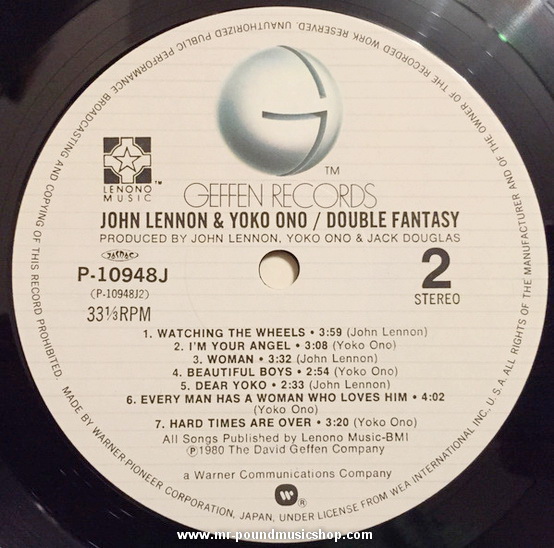 LENONO
MUSIC
TM
TM
GEFFEN RECORDS
JOHN LENNON & YOKO ONO / DOUBLE FANTASY
PRODUCED BY JOHN LENNON, YOKO ONO & JACK DOUGLAS
JASRAC
P-10948J
(P-10948J2)
33⅓RPM
2
STEREO
1. WATCHING THE WHEELS • 3:59 (John Lennon)
2. I'M YOUR ANGEL • 3:08 (Yoko Ono)
3. WOMAN • 3:32 (John Lennon)
4. BEAUTIFUL BOYS • 2:54 (Yoko Ono)
5. DEAR YOKO • 2:33 (John Lennon)
6. EVERY MAN HAS A WOMAN WHO LOVES HIM • 4:02
(Yoko Ono)
7. HARD TIMES ARE OVER • 3:20 (Yoko Ono)
All Songs Published by Lenono Music-BMI
℗1980 The David Geffen Company
a Warner Communications Company
®
MADE BY WARNER-PIONEER CORPORATION, JAPAN, UNDER LICENSE FROM WEA INTERNATIONAL INC. U.S.A. ALL RIGHTS OF THE MANUFACTURER AND OF THE OWNER OF THE RECORDED WORK RESERVED. UNAUTHORIZED PUBLIC PERFORMANCE BROADCASTING AND COPYING OF THIS RECORD PROHIBITED.
www.mr-poundmusicshop.com